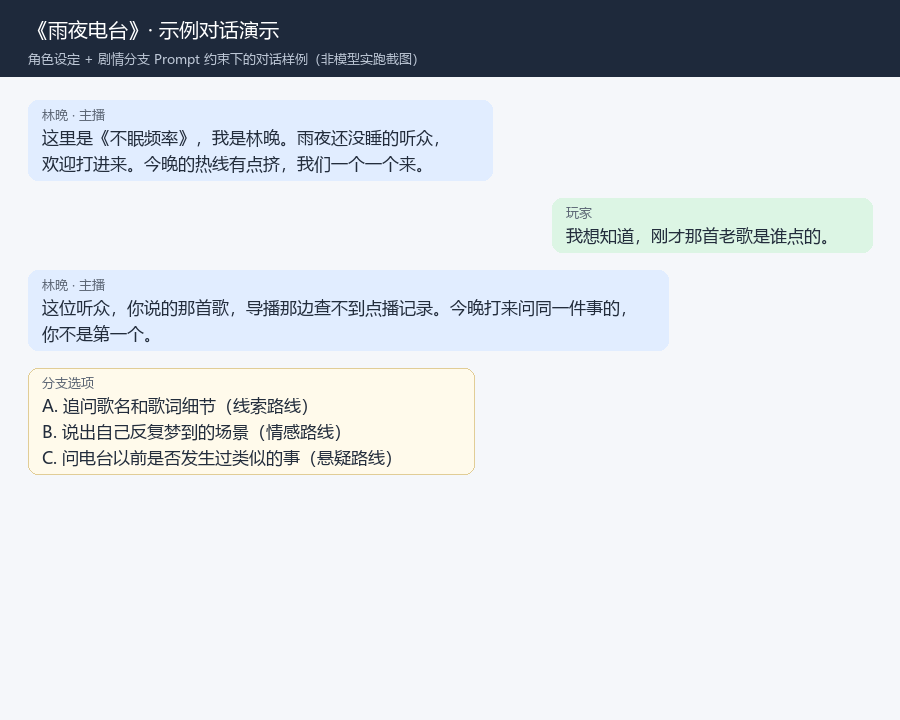 《雨夜电台》· 示例对话演示
角色设定 + 剧情分支 Prompt 约束下的对话样例（非模型实跑截图）
林晚 · 主播
这里是《不眠频率》，我是林晚。雨夜还没睡的听众，
欢迎打进来。今晚的热线有点挤，我们一个一个来。
玩家
我想知道，刚才那首老歌是谁点的。
林晚 · 主播
这位听众，你说的那首歌，导播那边查不到点播记录。今晚打来问同一件事的，
你不是第一个。
分支选项
A. 追问歌名和歌词细节（线索路线）
B. 说出自己反复梦到的场景（情感路线）
C. 问电台以前是否发生过类似的事（悬疑路线）